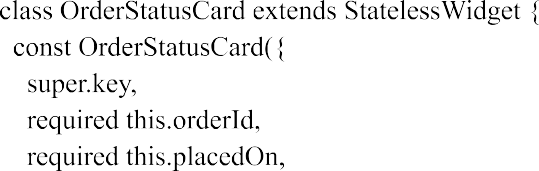 class OrderStatusCard extends StatelessWidget {
const OrderStatusCard({
super.key,
required this.orderId,
required this.placedOn,